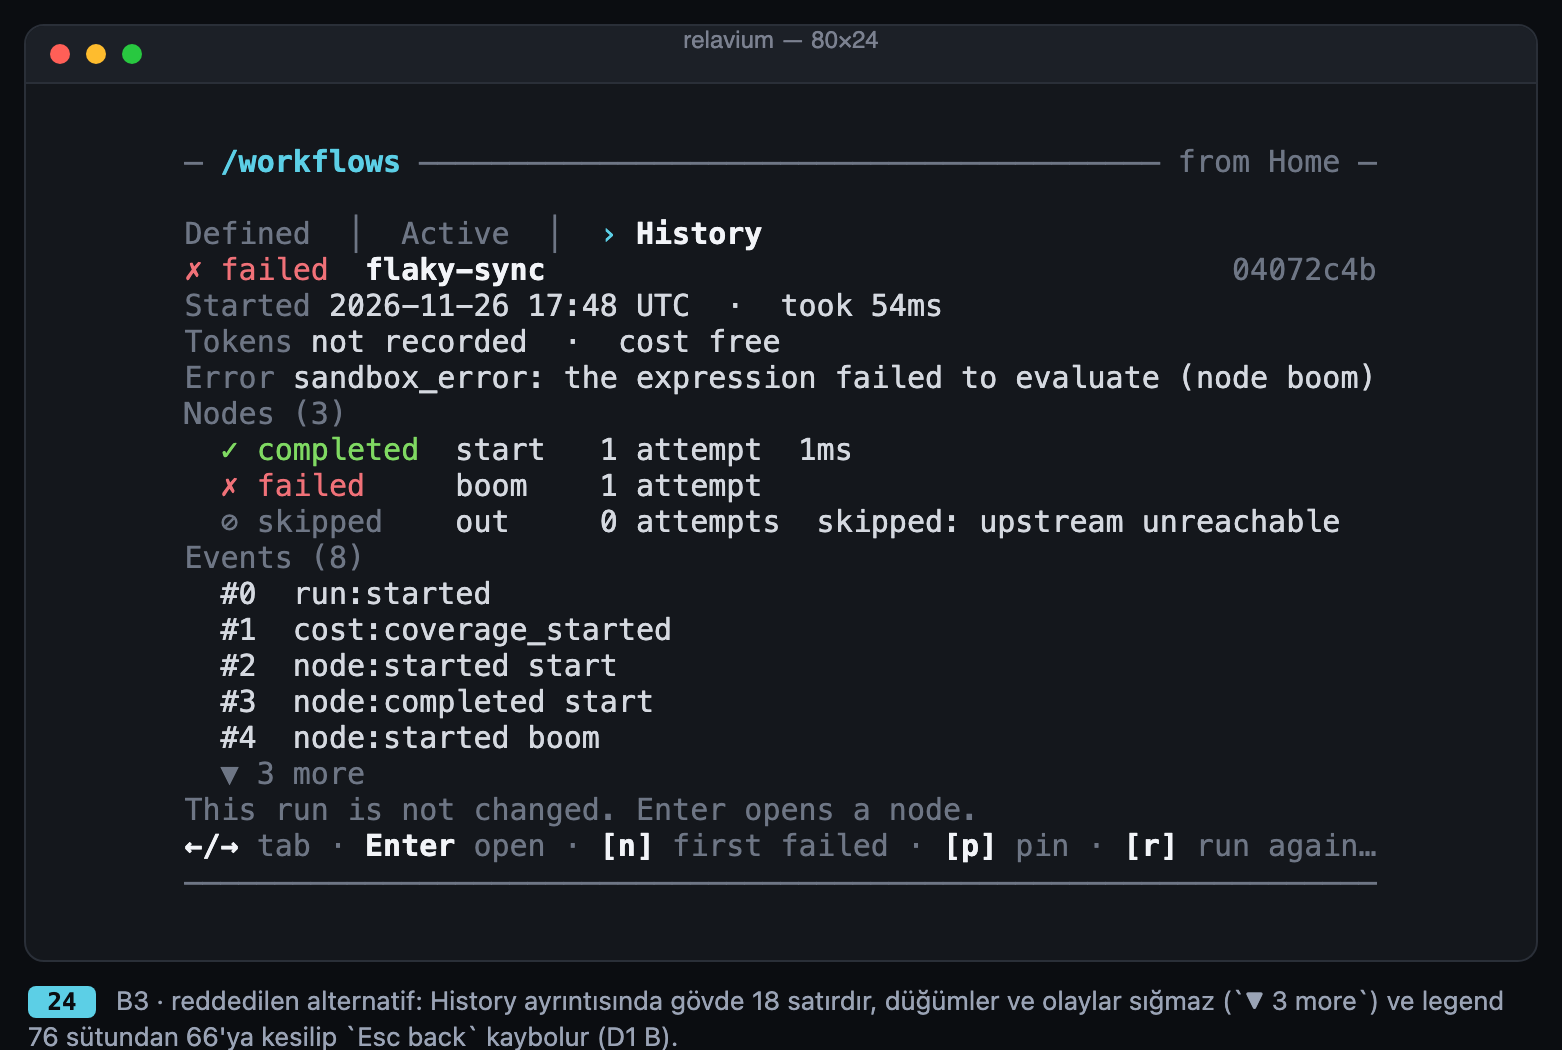 relavium — 80×24
— /workflows ——————————————————————————————————————————— from Home —
Defined │ Active │ › History
✗ failed flaky-sync 04072c4b
Started 2026-11-26 17:48 UTC · took 54ms
Tokens not recorded · cost free
Error sandbox_error: the expression failed to evaluate (node boom)
Nodes (3)
✓ completed start 1 attempt 1ms
✗ failed boom 1 attempt
⊘ skipped out 0 attempts skipped: upstream unreachable
Events (8)
#0 run:started
#1 cost:coverage_started
#2 node:started start
#3 node:completed start
#4 node:started boom
▼ 3 more
This run is not changed. Enter opens a node.
←/→ tab · Enter open · [n] first failed · [p] pin · [r] run again…
24 B3 · reddedilen alternatif: History ayrıntısında gövde 18 satırdır, düğümler ve olaylar sığmaz (`▼ 3 more`) ve legend
76 sütundan 66'ya kesilip `Esc back` kaybolur (D1 B).